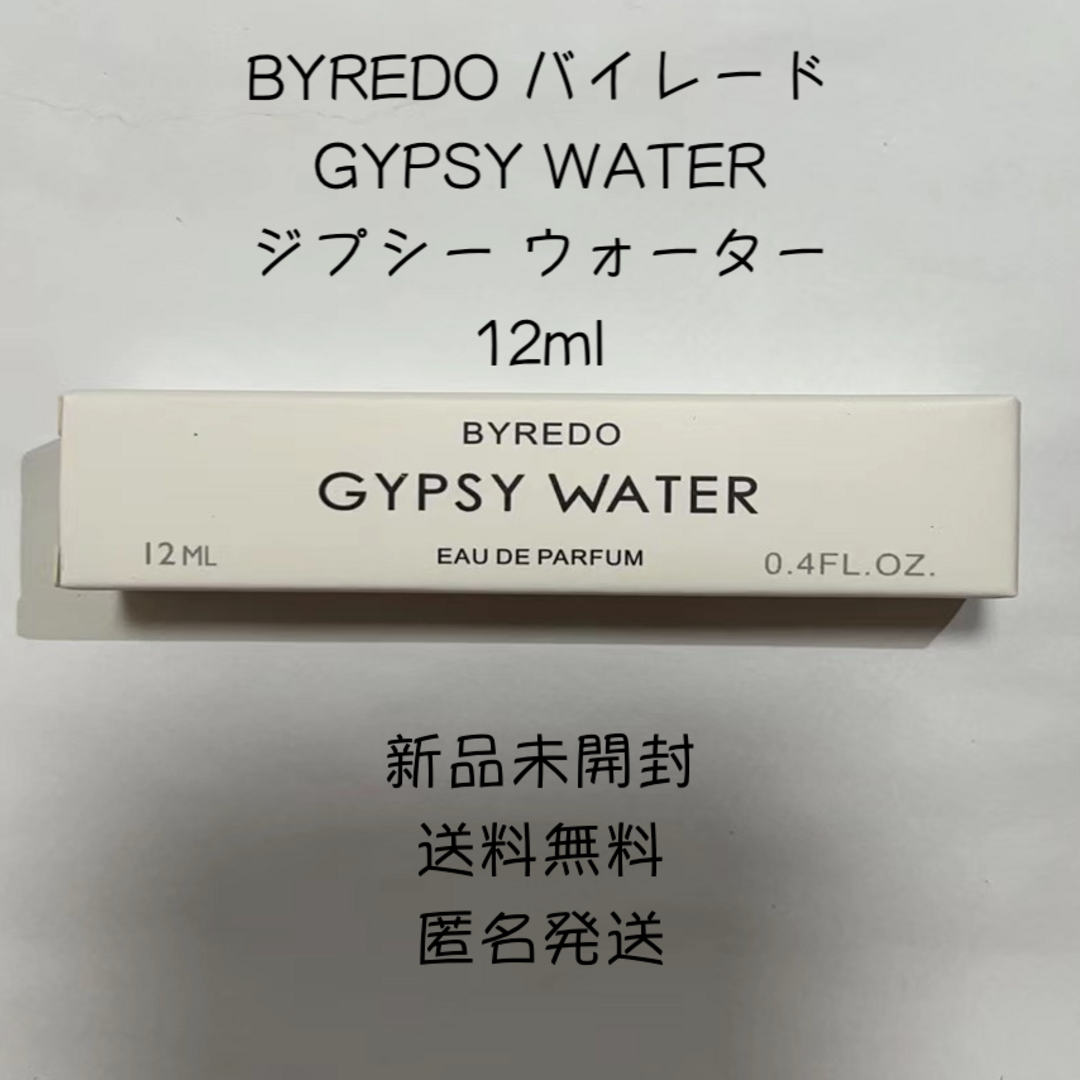 BYREDO バイレード
GYPSY WATER
ジプシー ウォーター
12ml
BYREDO
GYPSY WATER
12 ML EAU DE PARFUM 0.4FL.OZ.
新品未開封
送料無料
匿名発送